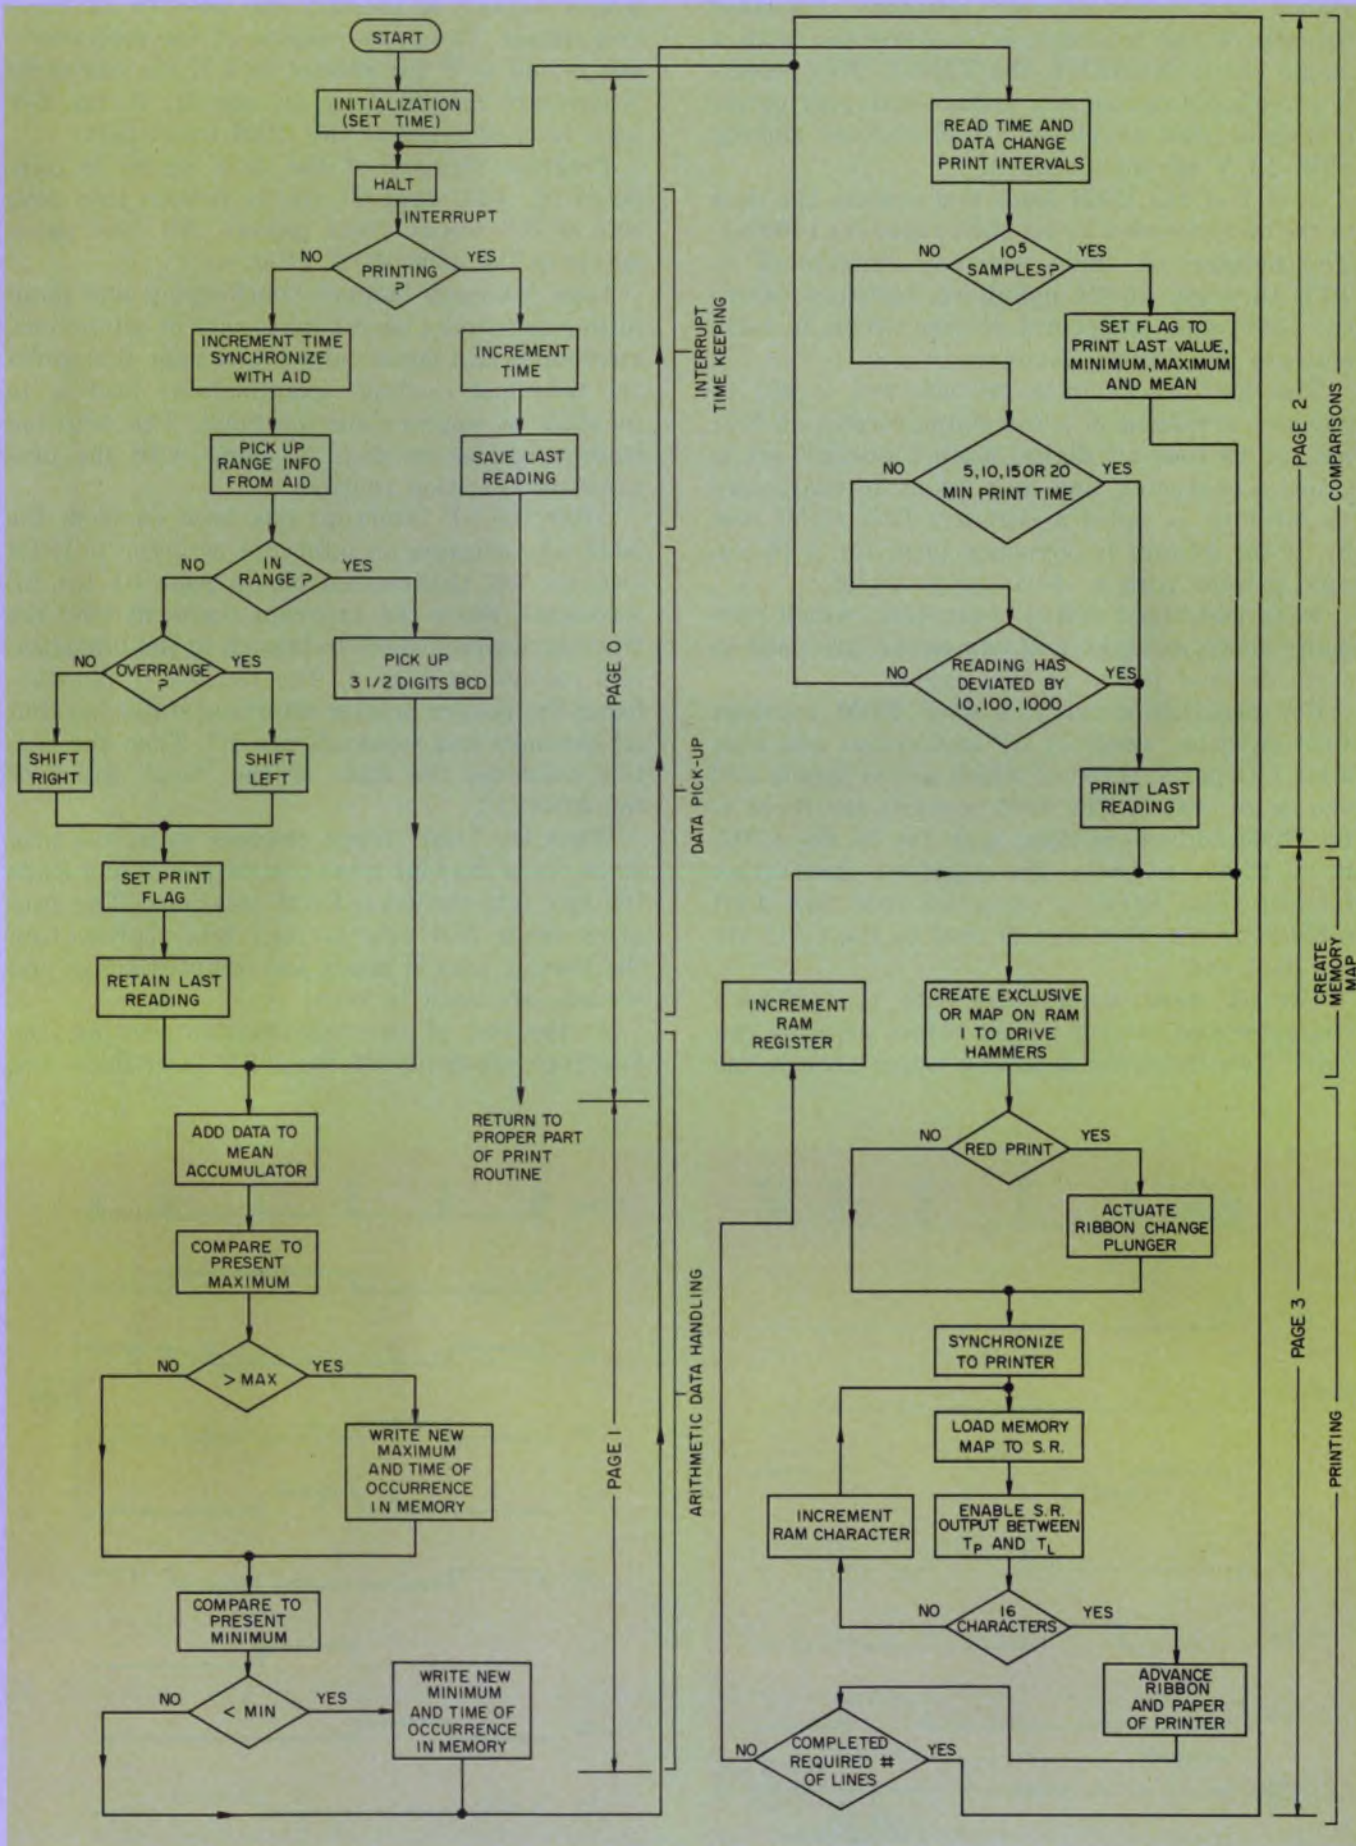 START
INITIALIZATION
(SET TIME)
HALT
INTERRUPT
NO
PRINTING
?
YES
INCREMENT TIME
SYNCHRONIZE
WITH AID
INCREMENT
TIME
PICK UP
RANGE INFO
FROM AID
SAVE LAST
READING
NO
IN
RANGE ?
YES
NO
OVERRANGE
?
YES
PICK UP
3 1/2 DIGITS BCD
SHIFT
RIGHT
SHIFT
LEFT
SET PRINT
FLAG
RETAIN LAST
READING
ADD DATA TO
MEAN
ACCUMULATOR
RETURN TO
PROPER PART
OF PRINT
ROUTINE
COMPARE TO
PRESENT
MAXIMUM
NO
> MAX
YES
WRITE NEW
MAXIMUM
AND TIME OF
OCCURRENCE
IN MEMORY
COMPARE TO
PRESENT
MINIMUM
NO
< MIN
YES
WRITE NEW
MINIMUM
AND TIME OF
OCCURRENCE
IN MEMORY
PAGE 0
PAGE 1
INTERRUPT
TIME KEEPING
DATA PICK-UP
ARITHMETIC DATA HANDLING
READ TIME AND
DATA CHANGE
PRINT INTERVALS
NO
10⁵
SAMPLES?
YES
SET FLAG TO
PRINT LAST VALUE,
MINIMUM, MAXIMUM
AND MEAN
NO
5,10,15 OR 20
MIN PRINT TIME
YES
NO
READING HAS
DEVIATED BY
10,100,1000
YES
PRINT LAST
READING
INCREMENT
RAM
REGISTER
CREATE EXCLUSIVE
OR MAP ON RAM
1 TO DRIVE
HAMMERS
NO
RED PRINT
YES
ACTUATE
RIBBON CHANGE
PLUNGER
SYNCHRONIZE
TO PRINTER
LOAD MEMORY
MAP TO S.R.
INCREMENT
RAM CHARACTER
ENABLE S.R.
OUTPUT BETWEEN
TP AND TL
NO
16
CHARACTERS
YES
ADVANCE
RIBBON
AND PAPER
OF PRINTER
NO
COMPLETED
REQUIRED #
OF LINES
YES
PAGE 2
PAGE 3
COMPARISONS
CREATE
MEMORY
MAP
PRINTING